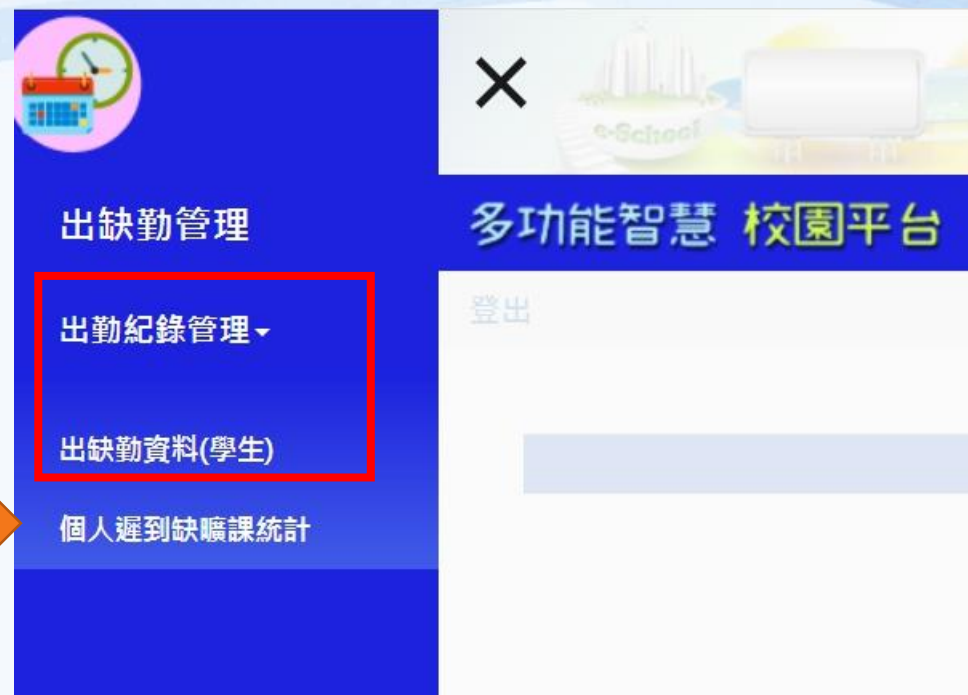 e-School
出缺勤管理
多功能智慧 校園平台
出勤紀錄管理
登出
出缺勤資料(學生)
個人遲到缺曠課統計